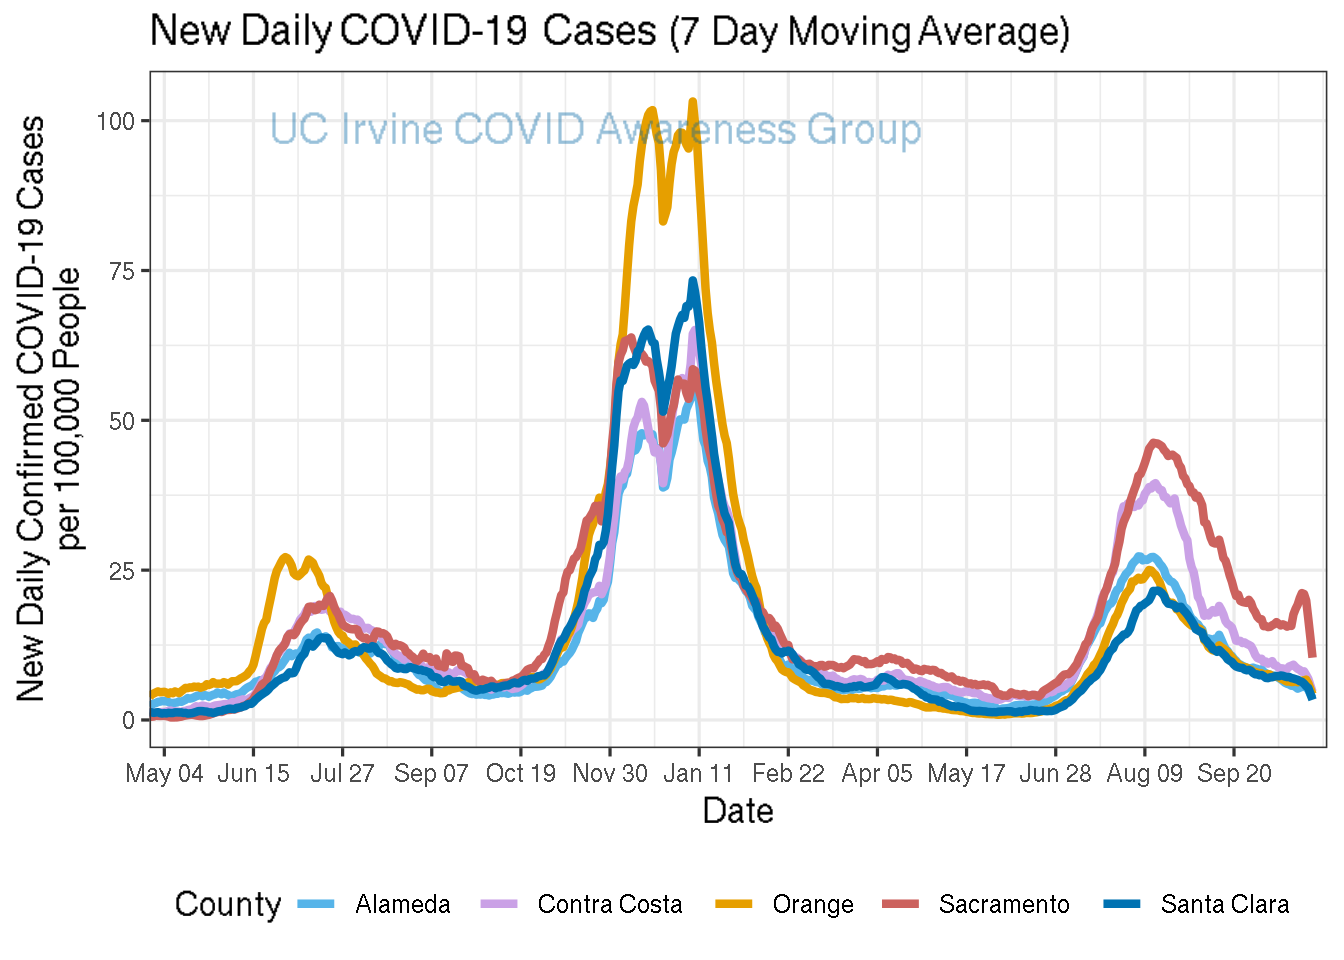 New Daily COVID-19 Cases (7 Day Moving Average)
UC Irvine COVID Awareness Group
New Daily Confirmed COVID-19 Cases
per 100,000 People
100
75
50
25
0
May 04 Jun 15 Jul 27 Sep 07 Oct 19 Nov 30 Jan 11 Feb 22 Apr 05 May 17 Jun 28 Aug 09 Sep 20
Date
County Alameda Contra Costa Orange Sacramento Santa Clara